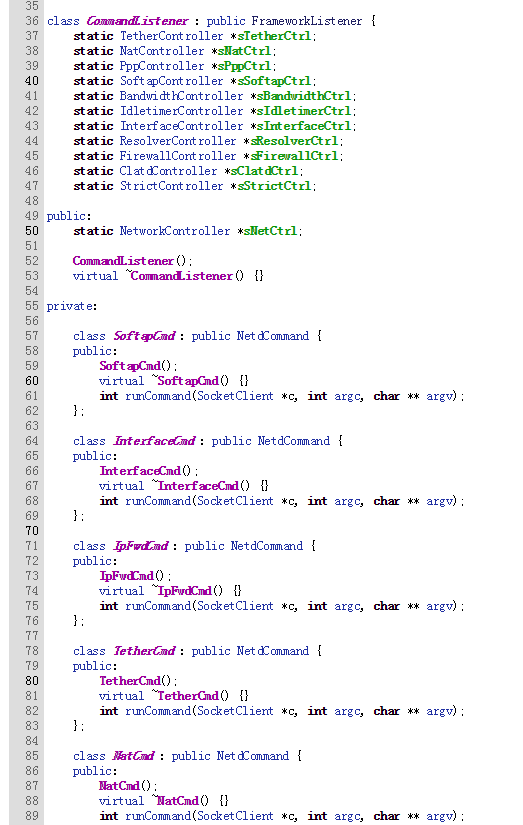 35
36 class CommandListener : public FrameworkListener {
37     static TetherController *sTetherCtrl;
38     static NatController *sNatCtrl;
39     static PppController *sPppCtrl;
40     static SoftapController *sSoftapCtrl;
41     static BandwidthController *sBandwidthCtrl;
42     static IdletimerController *sIdletimerCtrl;
43     static InterfaceController *sInterfaceCtrl;
44     static ResolverController *sResolverCtrl;
45     static FirewallController *sFirewallCtrl;
46     static ClatdController *sClatdCtrl;
47     static StrictController *sStrictCtrl;
48
49 public:
50     static NetworkController *sNetCtrl;
51
52     CommandListener();
53     virtual ~CommandListener() {}
54
55 private:
56
57     class SoftapCmd : public NetdCommand {
58     public:
59         SoftapCmd();
60         virtual ~SoftapCmd() {}
61         int runCommand(SocketClient *c, int argc, char ** argv);
62     };
63
64     class InterfaceCmd : public NetdCommand {
65     public:
66         InterfaceCmd();
67         virtual ~InterfaceCmd() {}
68         int runCommand(SocketClient *c, int argc, char ** argv);
69     };
70
71     class IpFwdCmd : public NetdCommand {
72     public:
73         IpFwdCmd();
74         virtual ~IpFwdCmd() {}
75         int runCommand(SocketClient *c, int argc, char ** argv);
76     };
77
78     class TetherCmd : public NetdCommand {
79     public:
80         TetherCmd();
81         virtual ~TetherCmd() {}
82         int runCommand(SocketClient *c, int argc, char ** argv);
83     };
84
85     class NatCmd : public NetdCommand {
86     public:
87         NatCmd();
88         virtual ~NatCmd() {}
89         int runCommand(SocketClient *c, int argc, char ** argv);